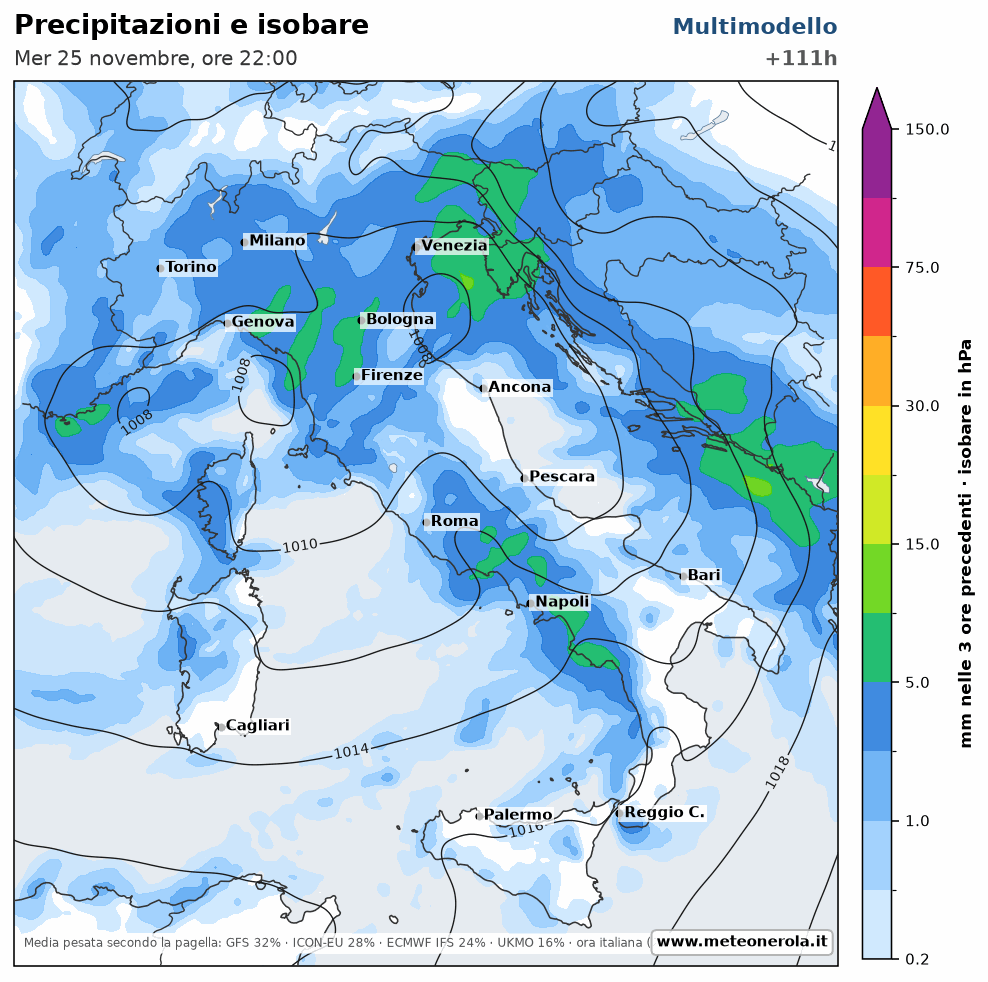 Precipitazioni e isobare
Multimodello
Mer 25 novembre, ore 22:00
+111h
150.0
75.0
30.0
15.0
5.0
1.0
0.2
mm nelle 3 ore precedenti · isobare in hPa
Milano
Venezia
Torino
Genova
Bologna
1008
Firenze
1008
Ancona
1008
Pescara
Roma
1010
Bari
Napoli
Cagliari
1014
1018
Palermo
Reggio C.
1016
Media pesata secondo la pagella: GFS 32% · ICON-EU 28% · ECMWF IFS 24% · UKMO 16% · ora italiana (
www.meteonerola.it